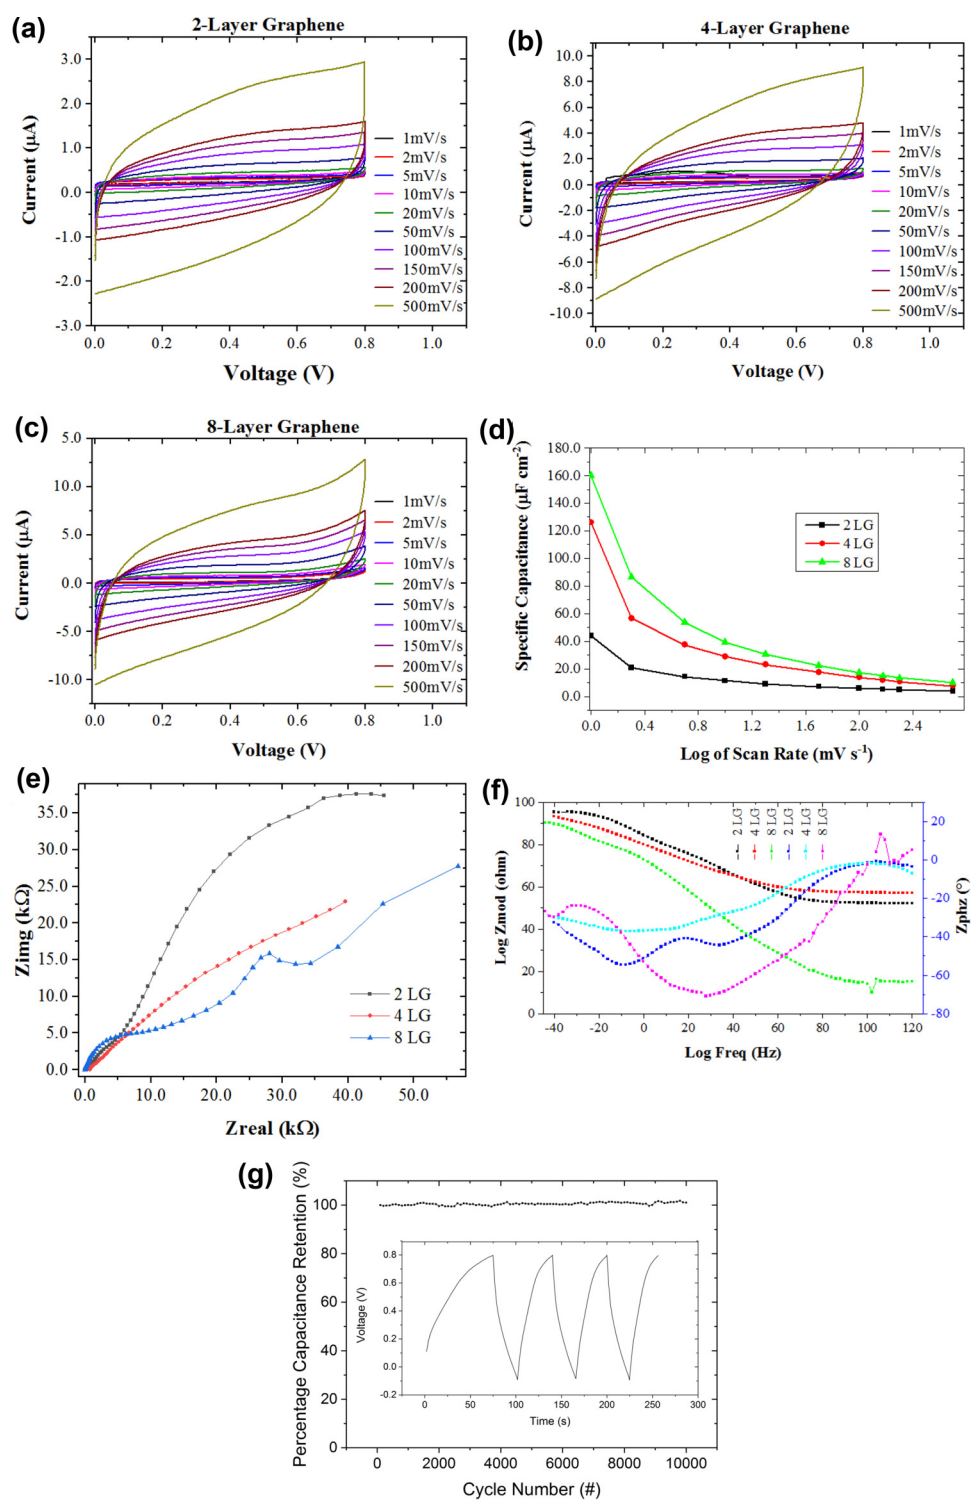 (a)
2-Layer Graphene
Current (µA)
3.0
2.0
1.0
0.0
-1.0
-2.0
-3.0
0.0 0.2 0.4 0.6 0.8 1.0
Voltage (V)
1mV/s
2mV/s
5mV/s
10mV/s
20mV/s
50mV/s
100mV/s
150mV/s
200mV/s
500mV/s
(b)
4-Layer Graphene
Current (µA)
10.0
8.0
6.0
4.0
2.0
0.0
-2.0
-4.0
-6.0
-8.0
-10.0
0.0 0.2 0.4 0.6 0.8 1.0
Voltage (V)
1mV/s
2mV/s
5mV/s
10mV/s
20mV/s
50mV/s
100mV/s
150mV/s
200mV/s
500mV/s
(c)
8-Layer Graphene
Current (µA)
5.0
10.0
5.0
0.0
-5.0
-10.0
0.0 0.2 0.4 0.6 0.8 1.0
Voltage (V)
1mV/s
2mV/s
5mV/s
10mV/s
20mV/s
50mV/s
100mV/s
150mV/s
200mV/s
500mV/s
(d)
Specific Capacitance (µF cm⁻²)
180.0
160.0
140.0
120.0
100.0
80.0
60.0
40.0
20.0
0.0
0.0 0.4 0.8 1.2 1.6 2.0 2.4
Log of Scan Rate (mV s⁻¹)
2 LG
4 LG
8 LG
(e)
Zimg (kΩ)
35.0
30.0
25.0
20.0
15.0
10.0
5.0
0.0
0.0 10.0 20.0 30.0 40.0 50.0
Zreal (kΩ)
2 LG
4 LG
8 LG
(f)
Log Zmod (ohm)
100
80
60
40
20
0
-40 -20 0 20 40 60 80 100 120
Log Freq (Hz)
2 LG
4 LG
8 LG
2 LG
4 LG
8 LG
20
0
-20
-40
-60
-80
Zphz (°)
(g)
Percentage Capacitance Retention (%)
100
80
60
40
20
0
0 2000 4000 6000 8000 10000
Cycle Number (#)
Voltage (V)
0.8
0.6
0.4
0.2
0.0
-0.2
0 50 100 150 200 250 300
Time (s)